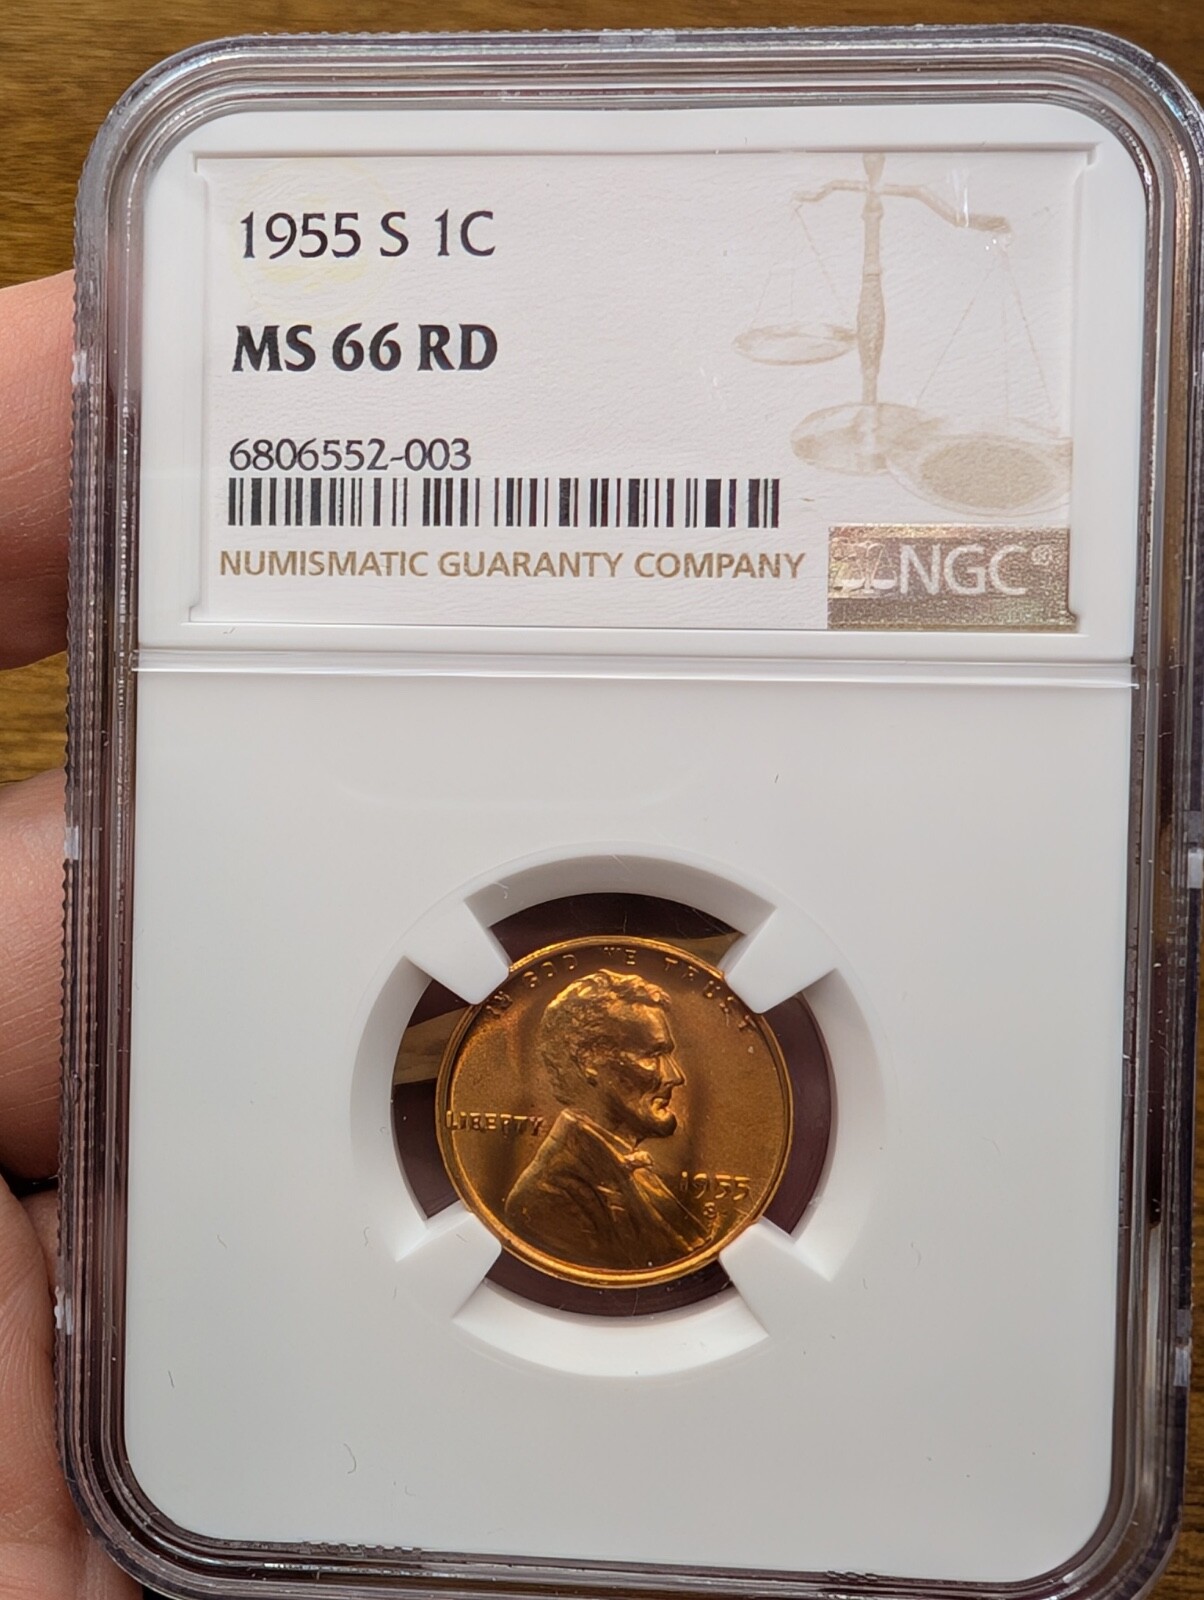 1955 S 1C
MS 66 RD
6806552-003
NUMISMATIC GUARANTY COMPANY
NGC®
IN GOD WE TRUST
LIBERTY
1955
S